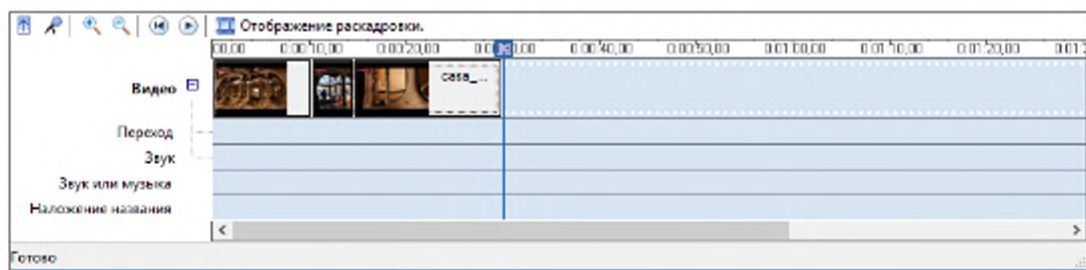 Отображение раскадровки.
00,00 0:00:10,00 0:00:20,00 0:00:40,00 0:00:50,00 0:01:00,00 0:01:10,00 0:01:20,00
Видео
casa_...
Переход
Звук
Звук или музыка
Наложение названия
Готово